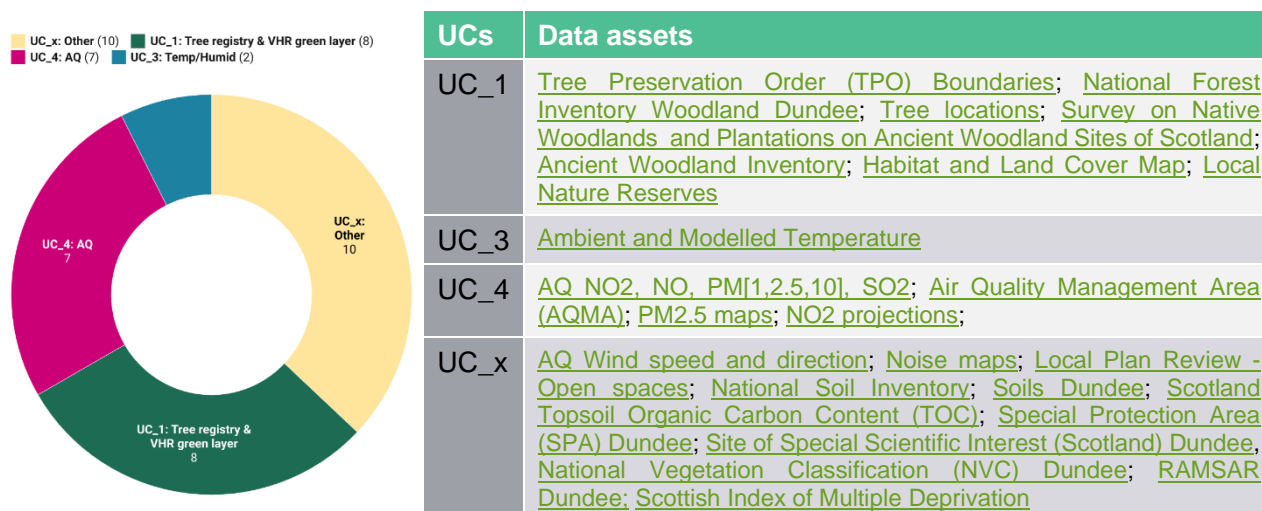 UC_x: Other (10) UC_1: Tree registry & VHR green layer (8)
UC_4: AQ (7) UC_3: Temp/Humid (2)
UC_x:
Other
10
UC_4: AQ
7
UC_1: Tree registry &
VHR green layer
8
UCs Data assets
UC_1 Tree Preservation Order (TPO) Boundaries; National Forest
Inventory Woodland Dundee; Tree locations; Survey on Native
Woodlands and Plantations on Ancient Woodland Sites of Scotland;
Ancient Woodland Inventory; Habitat and Land Cover Map; Local
Nature Reserves
UC_3 Ambient and Modelled Temperature
UC_4 AQ NO2, NO, PM[1,2.5,10], SO2; Air Quality Management Area
(AQMA); PM2.5 maps; NO2 projections;
UC_x AQ Wind speed and direction; Noise maps; Local Plan Review -
Open spaces; National Soil Inventory; Soils Dundee; Scotland
Topsoil Organic Carbon Content (TOC); Special Protection Area
(SPA) Dundee; Site of Special Scientific Interest (Scotland) Dundee,
National Vegetation Classification (NVC) Dundee; RAMSAR
Dundee; Scottish Index of Multiple Deprivation